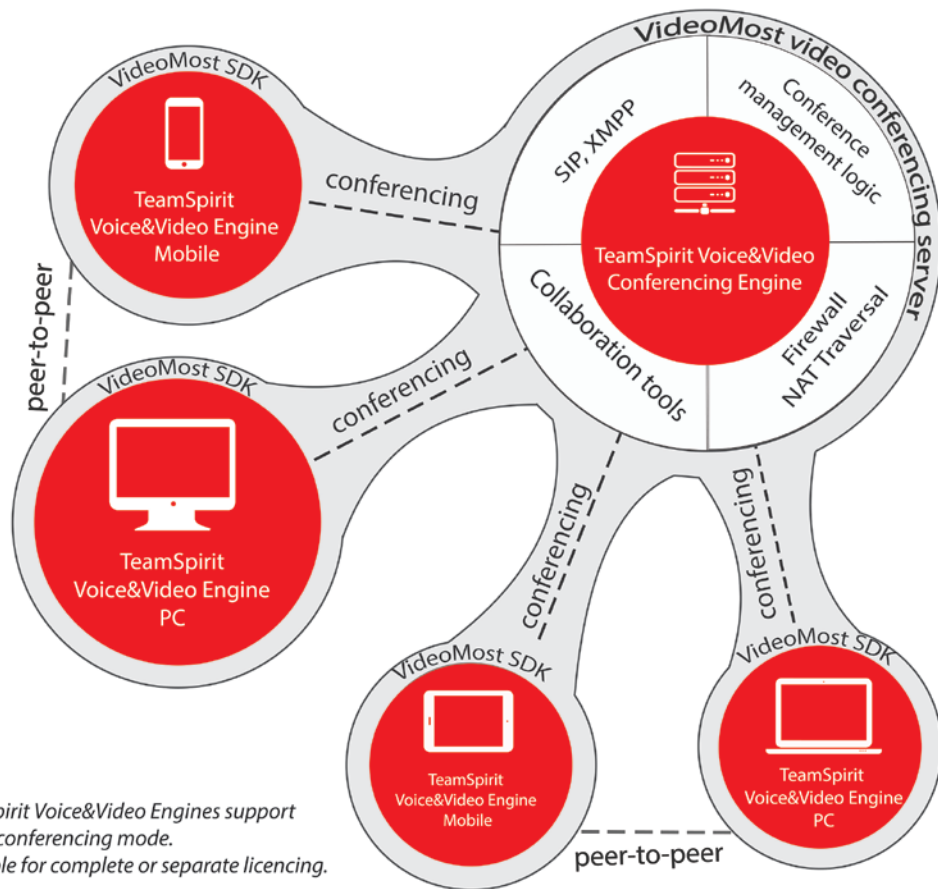 VideoMost SDK
TeamSpirit
Voice&Video Engine
Mobile
conferencing
VideoMost video conferencing server
SIP, XMPP
Conference
management logic
TeamSpirit Voice&Video
Conferencing Engine
Collaboration tools
Firewall
NAT Traversal
peer-to-peer
VideoMost SDK
TeamSpirit
Voice&Video Engine
PC
conferencing
conferencing
conferencing
VideoMost SDK
TeamSpirit
Voice&Video Engine
Mobile
VideoMost SDK
TeamSpirit
Voice&Video Engine
PC
peer-to-peer
pirit Voice&Video Engines support
conferencing mode.
le for complete or separate licencing.